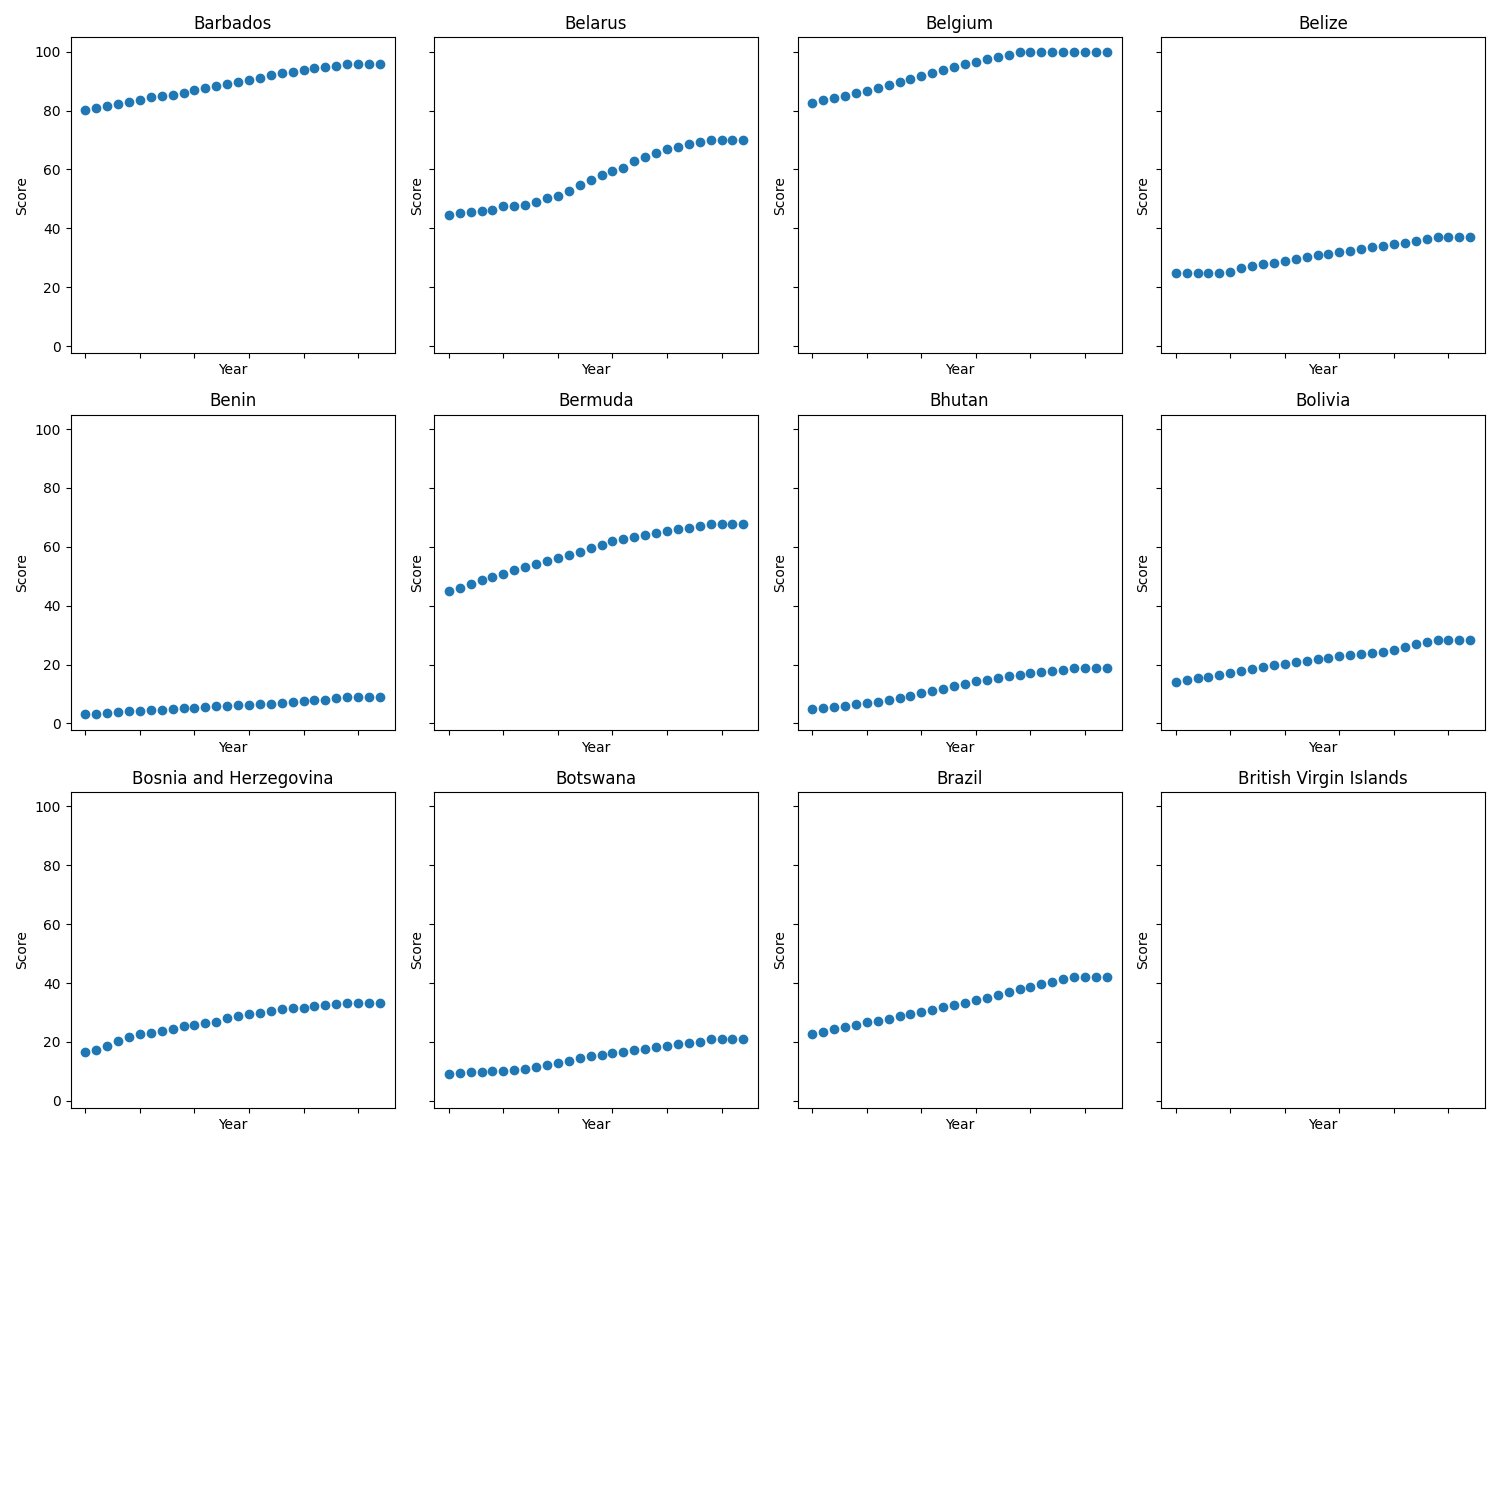 Barbados
Belarus
Belgium
Belize
100
80
60
40
20
0
Score
Score
Score
Score
Year
Year
Year
Year
Benin
Bermuda
Bhutan
Bolivia
100
80
60
40
20
0
Score
Score
Score
Score
Year
Year
Year
Year
Bosnia and Herzegovina
Botswana
Brazil
British Virgin Islands
100
80
60
40
20
0
Score
Score
Score
Score
Year
Year
Year
Year